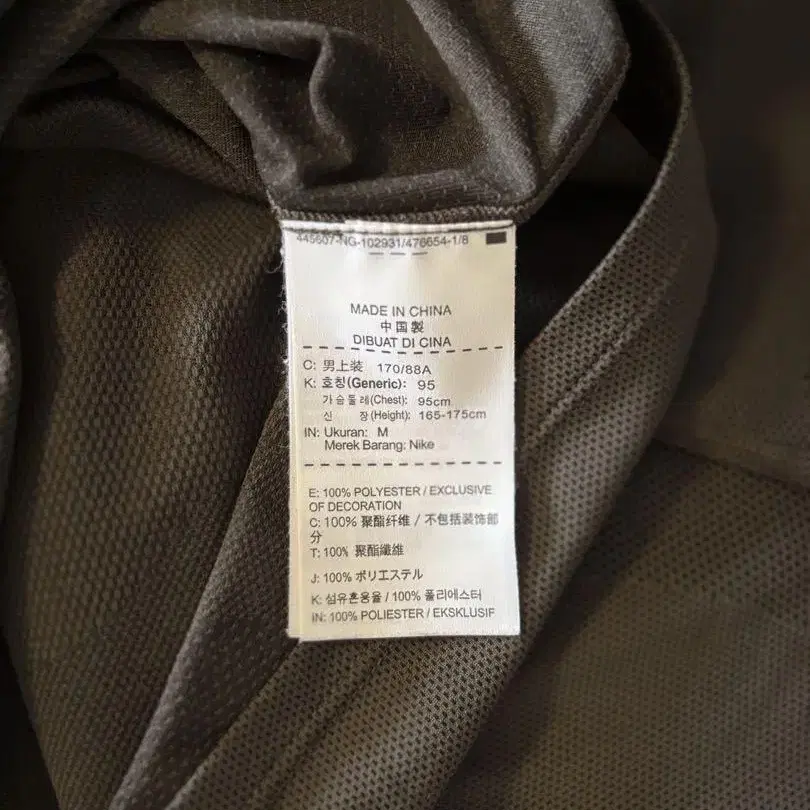 445607-NG-102931/476654-1/8
MADE IN CHINA
中国製
DIBUAT DI CINA
C: 男上装 170/88A
K: 호칭(Generic): 95
가슴둘레(Chest): 95cm
신 장(Height): 165-175cm
IN: Ukuran: M
Merek Barang: Nike
E: 100% POLYESTER / EXCLUSIVE
OF DECORATION
C: 100% 聚酯纤维 / 不包括装饰部
分
T: 100% 聚酯纖維
J: 100% ポリエステル
K: 섬유혼용율 / 100% 폴리에스터
IN: 100% POLIESTER / EKSKLUSIF